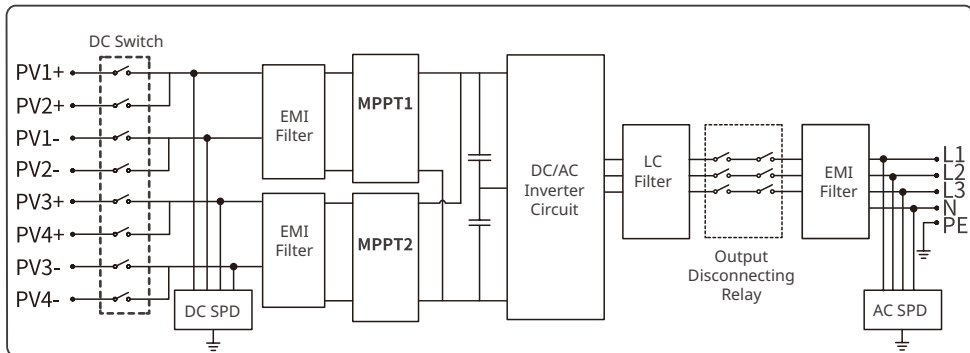 DC Switch
PV1+
PV2+
PV1-
PV2-
PV3+
PV4+
PV3-
PV4-
DC SPD
EMI
Filter
EMI
Filter
MPPT1
MPPT2
DC/AC
Inverter
Circuit
LC
Filter
Output
Disconnecting
Relay
EMI
Filter
L1
L2
L3
N
PE
AC SPD